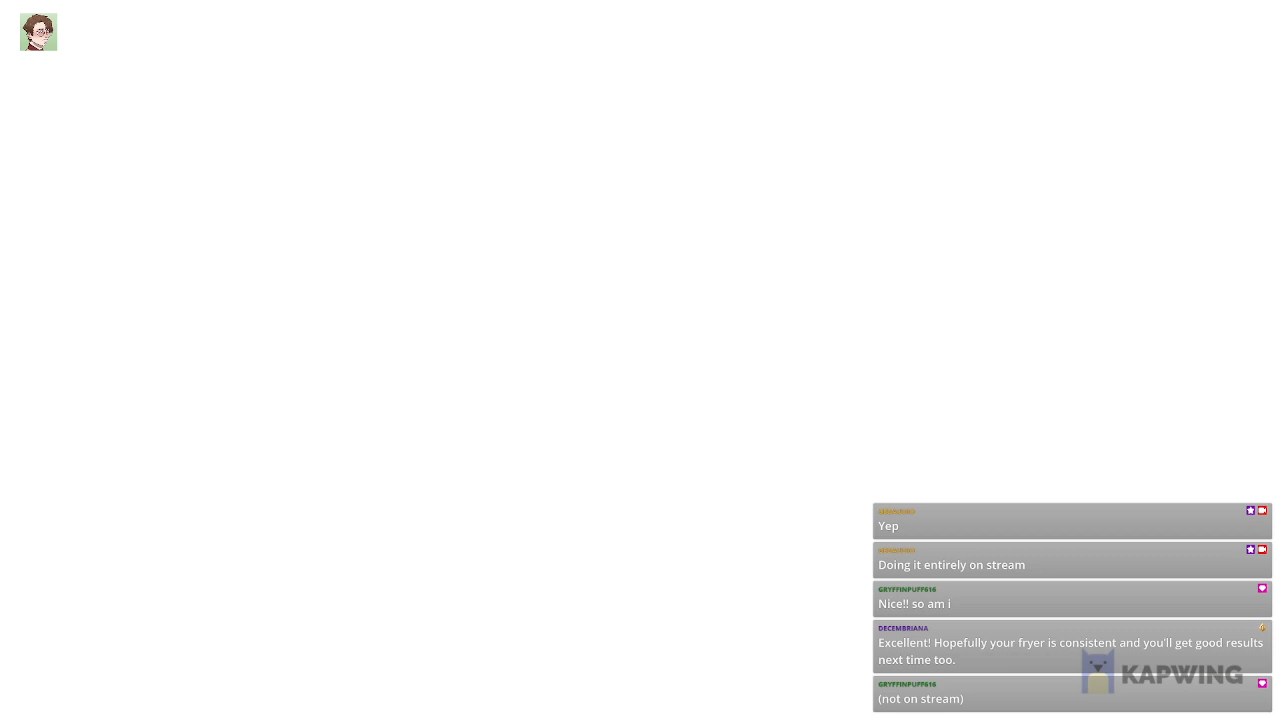 Yep
Doing it entirely on stream
GRYFFINPUFF616
Nice!! so am i
DECEMBRIANA
Excellent! Hopefully your fryer is consistent and you'll get good results
next time too.
KAPWING
GRYFFINPUFF616
(not on stream)